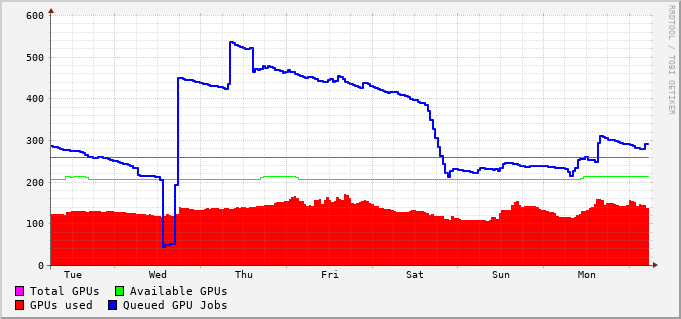 600
500
400
300
200
100
0
Tue Wed Thu Fri Sat Sun Mon
Total GPUs Available GPUs
GPUs used Queued GPU Jobs
RRDTOOL / TOBI OETIKER